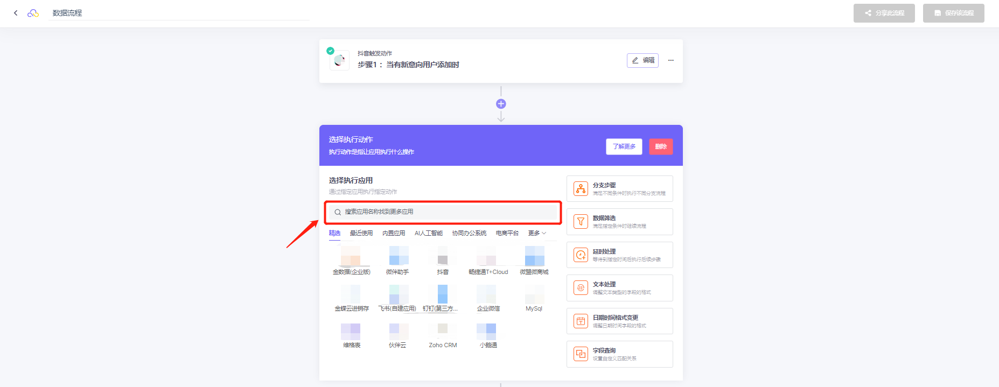 数据流程
分享此流程
保存该流程
抖音触发动作
步骤1： 当有新意向用户添加时
编辑
选择执行动作
执行动作是指让应用执行什么操作
了解更多
删除
选择执行应用
通过指定应用执行指定动作
搜索应用名称找到更多应用
精选 最近使用 内置应用 AI人工智能 协同办公系统 电商平台 更多
金数据(企业版) 微伴助手 抖音 畅捷通T+Cloud 微盟微商城
金蝶云进销存 飞书(自建应用) 钉钉(第三方... 企业微信 MySql
维格表 伙伴云 Zoho CRM 小鹅通
分支步骤
满足不同条件时执行不同分支流程
数据筛选
满足指定条件时继续流程
延时处理
等待到指定时间后执行后续步骤
文本处理
调整文本类型的字段的格式
日期时间格式变更
调整日期时间字段的格式
字段查询
设置自定义匹配关系